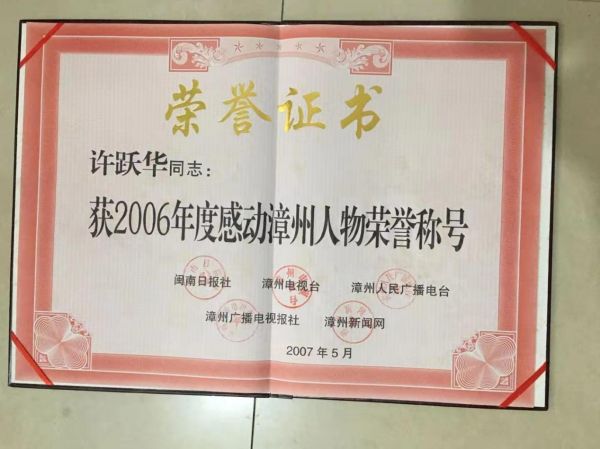 荣誉证书
许跃华同志：
获2006年度感动漳州人物荣誉称号
闽南日报社 漳州电视台 漳州人民广播电台
漳州广播电视报社 漳州新闻网
2007年5月